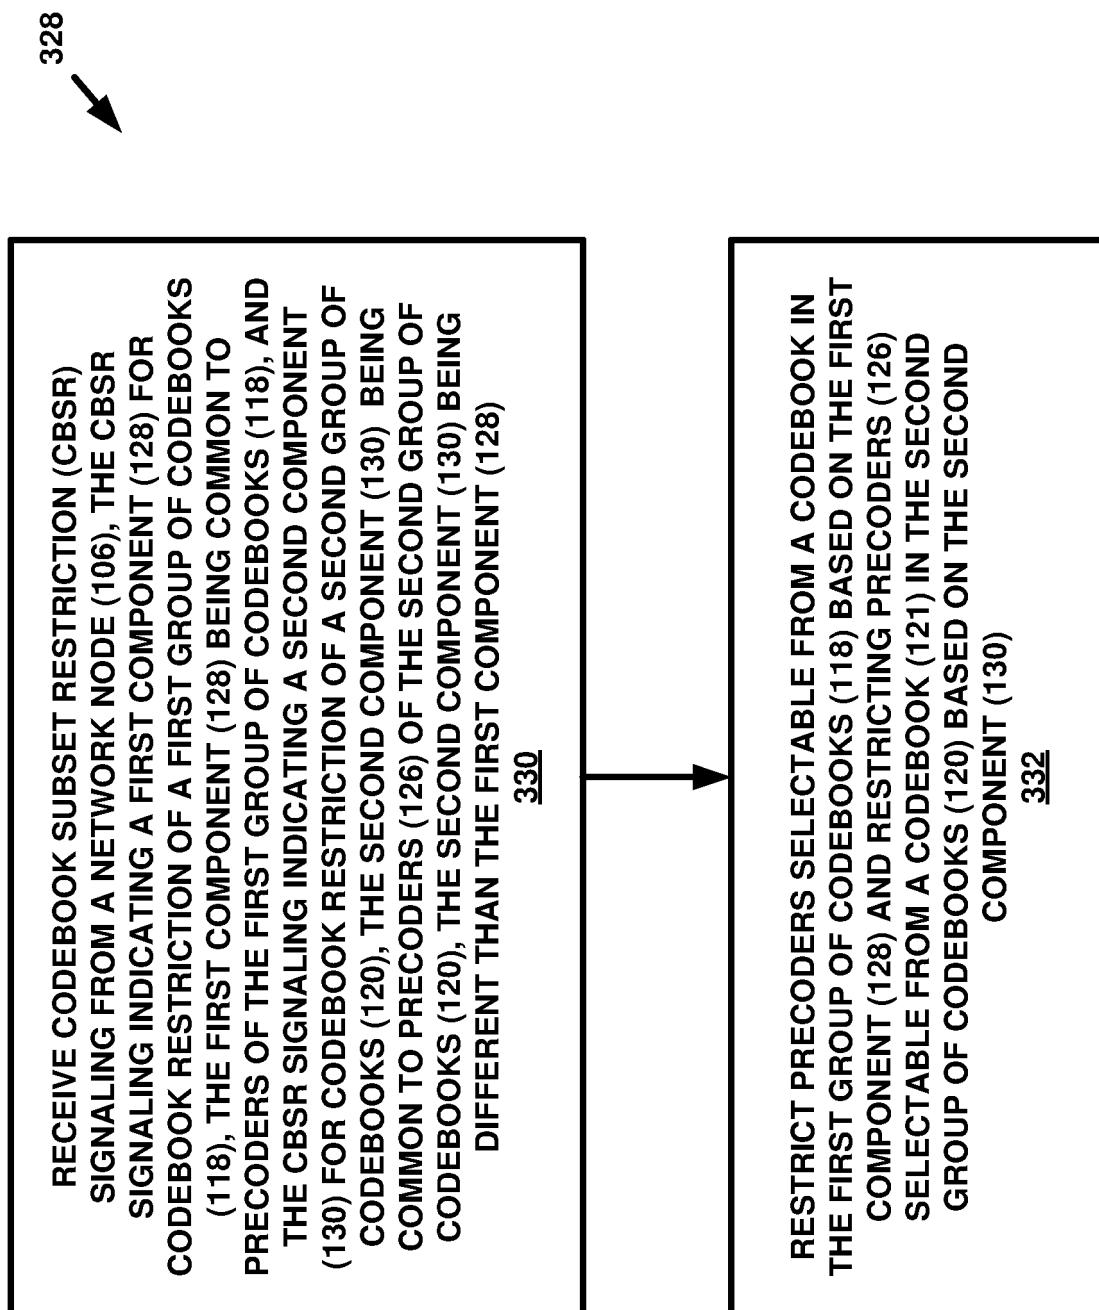 328
RECEIVE CODEBOOK SUBSET RESTRICTION (CBSR)
SIGNALING FROM A NETWORK NODE (106), THE CBSR
SIGNALING INDICATING A FIRST COMPONENT (128) FOR
CODEBOOK RESTRICTION OF A FIRST GROUP OF CODEBOOKS
(118), THE FIRST COMPONENT (128) BEING COMMON TO
PRECODERS OF THE FIRST GROUP OF CODEBOOKS (118), AND
THE CBSR SIGNALING INDICATING A SECOND COMPONENT
(130) FOR CODEBOOK RESTRICTION OF A SECOND GROUP OF
CODEBOOKS (120), THE SECOND COMPONENT (130) BEING
COMMON TO PRECODERS (126) OF THE SECOND GROUP OF
CODEBOOKS (120), THE SECOND COMPONENT (130) BEING
DIFFERENT THAN THE FIRST COMPONENT (128)
330
RESTRICT PRECODERS SELECTABLE FROM A CODEBOOK IN
THE FIRST GROUP OF CODEBOOKS (118) BASED ON THE FIRST
COMPONENT (128) AND RESTRICTING PRECODERS (126)
SELECTABLE FROM A CODEBOOK (121) IN THE SECOND
GROUP OF CODEBOOKS (120) BASED ON THE SECOND
COMPONENT (130)
332